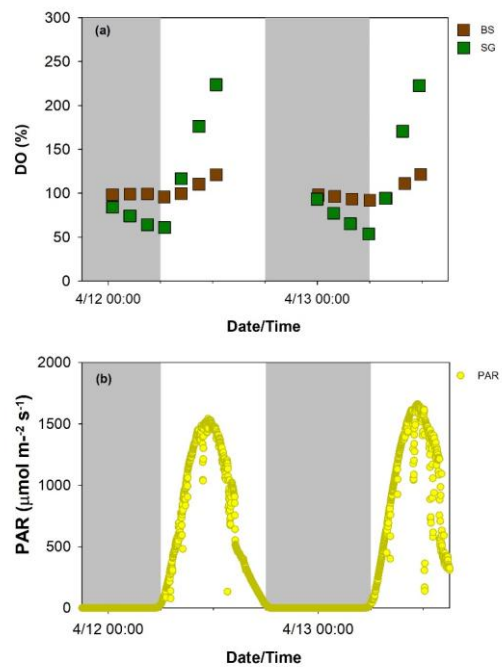 300
(a)
BS
SG
250
200
DO (%)
150
100
50
0
4/12 00:00
4/13 00:00
Date/Time
2000
(b)
PAR
1500
PAR (μmol m-² s-¹)
1000
500
0
4/12 00:00
4/13 00:00
Date/Time